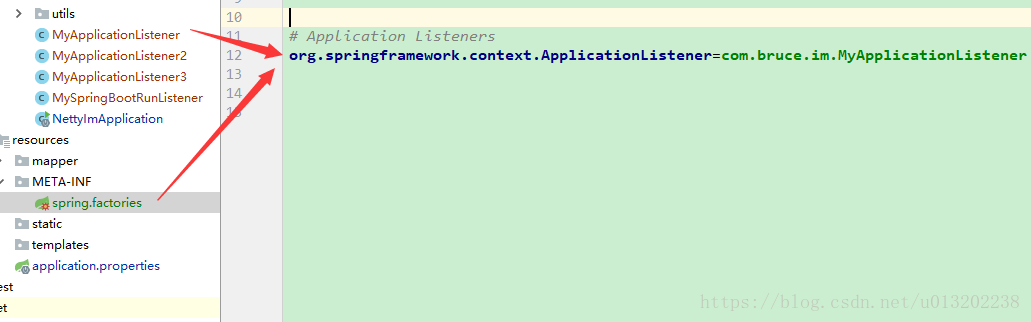 utils
MyApplicationListener
MyApplicationListener2
MyApplicationListener3
MySpringBootRunListener
NettyImApplication
resources
mapper
META-INF
spring.factories
static
templates
application.properties
est
et
10
11 # Application Listeners
12 org.springframework.context.ApplicationListener=com.bruce.im.MyApplicationListener
13
14
https://blog.csdn.net/u013202238